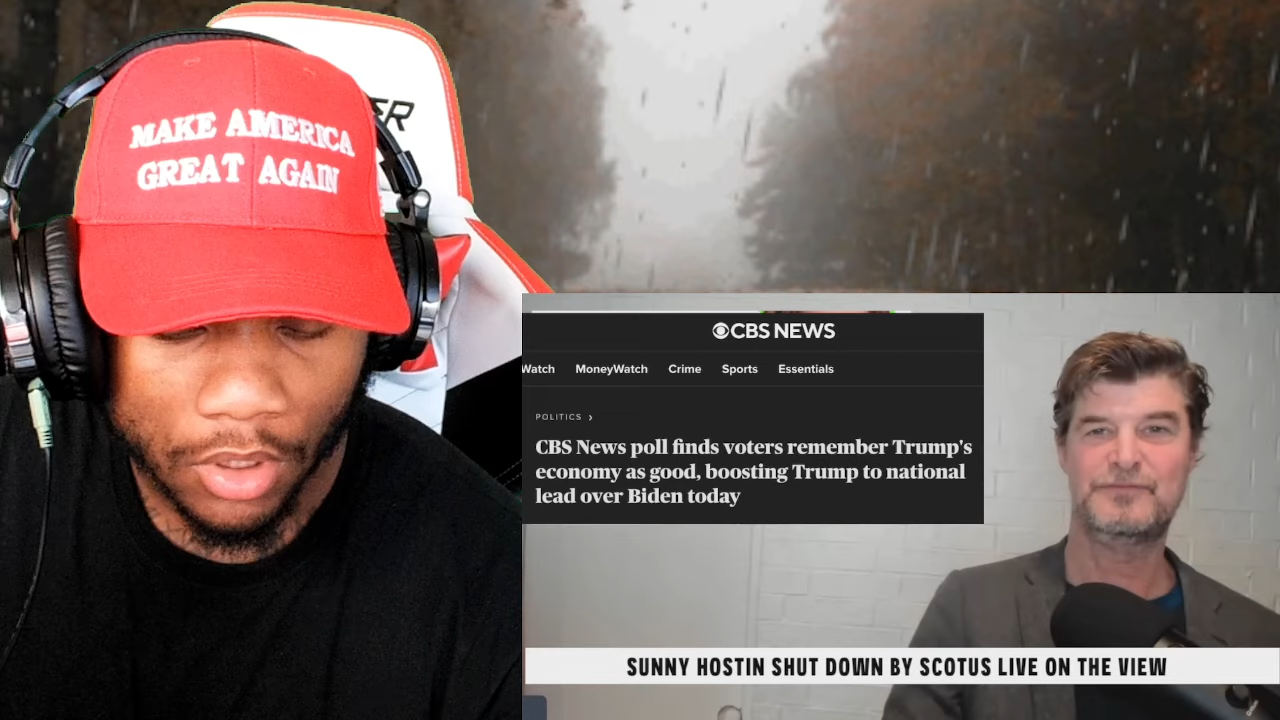 MAKE AMERICA
GREAT AGAIN
ER
CBS NEWS
Watch
MoneyWatch
Crime
Sports
Essentials
POLITICS ›
CBS News poll finds voters remember Trump's
economy as good, boosting Trump to national
lead over Biden today
SUNNY HOSTIN SHUT DOWN BY SCOTUS LIVE ON THE VIEW